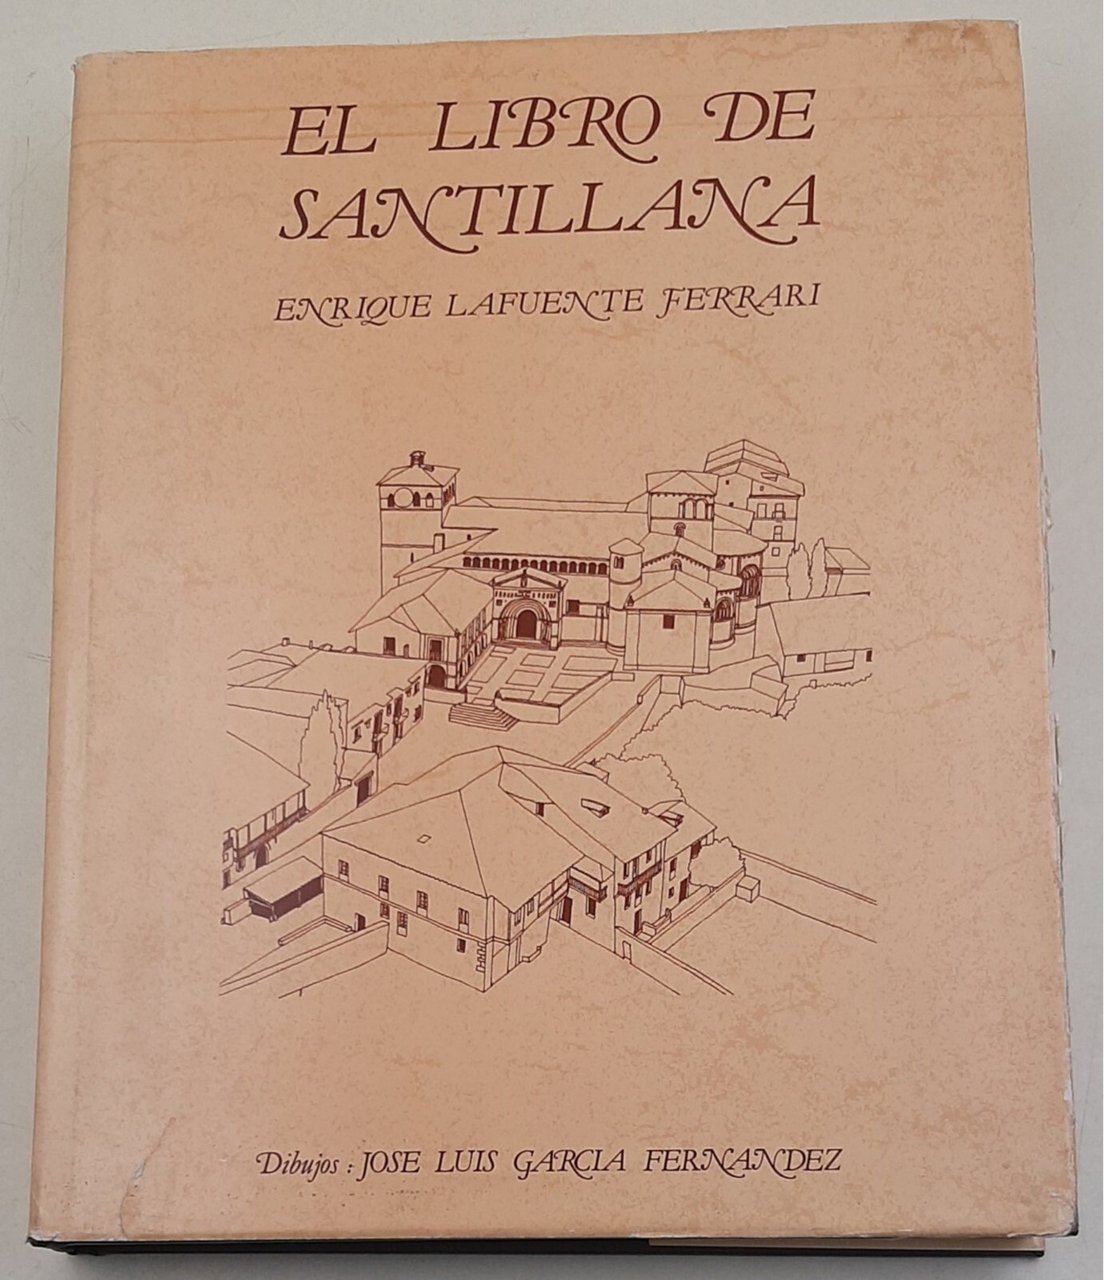 EL LIBRO DE
SANTILLANA
ENRIQUE LAFUENTE FERRARI
Dibujos : JOSE LUIS GARCIA FERNANDEZ